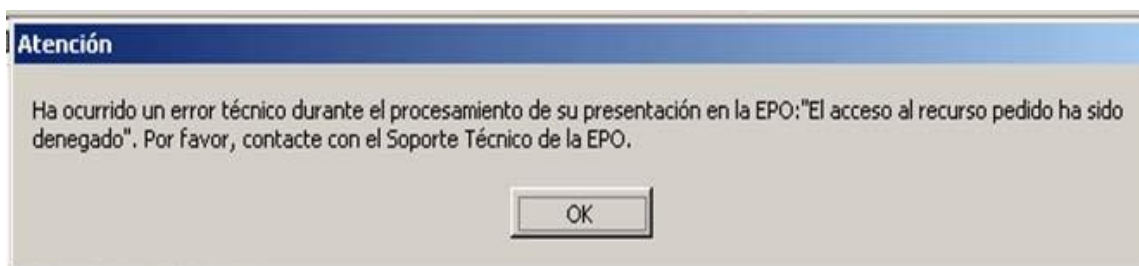 Atención
Ha ocurrido un error técnico durante el procesamiento de su presentación en la EPO:"El acceso al recurso pedido ha sido
denegado". Por favor, contacte con el Soporte Técnico de la EPO.
OK